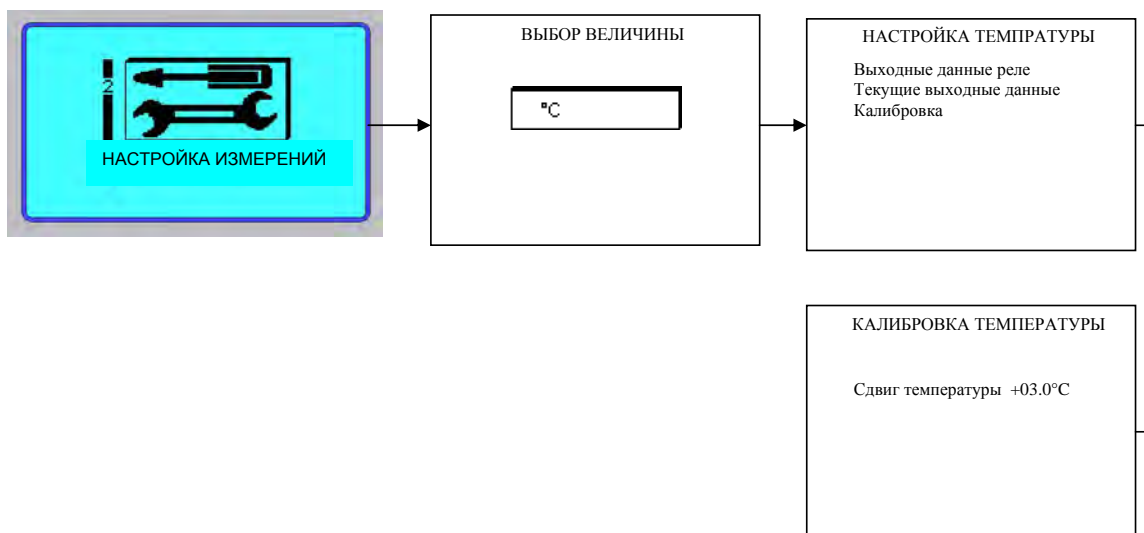 2
НАСТРОЙКА ИЗМЕРЕНИЙ
ВЫБОР ВЕЛИЧИНЫ
°C
НАСТРОЙКА ТЕМПРАТУРЫ
Выходные данные реле
Текущие выходные данные
Калибровка
КАЛИБРОВКА ТЕМПЕРАТУРЫ
Сдвиг температуры +03.0°C